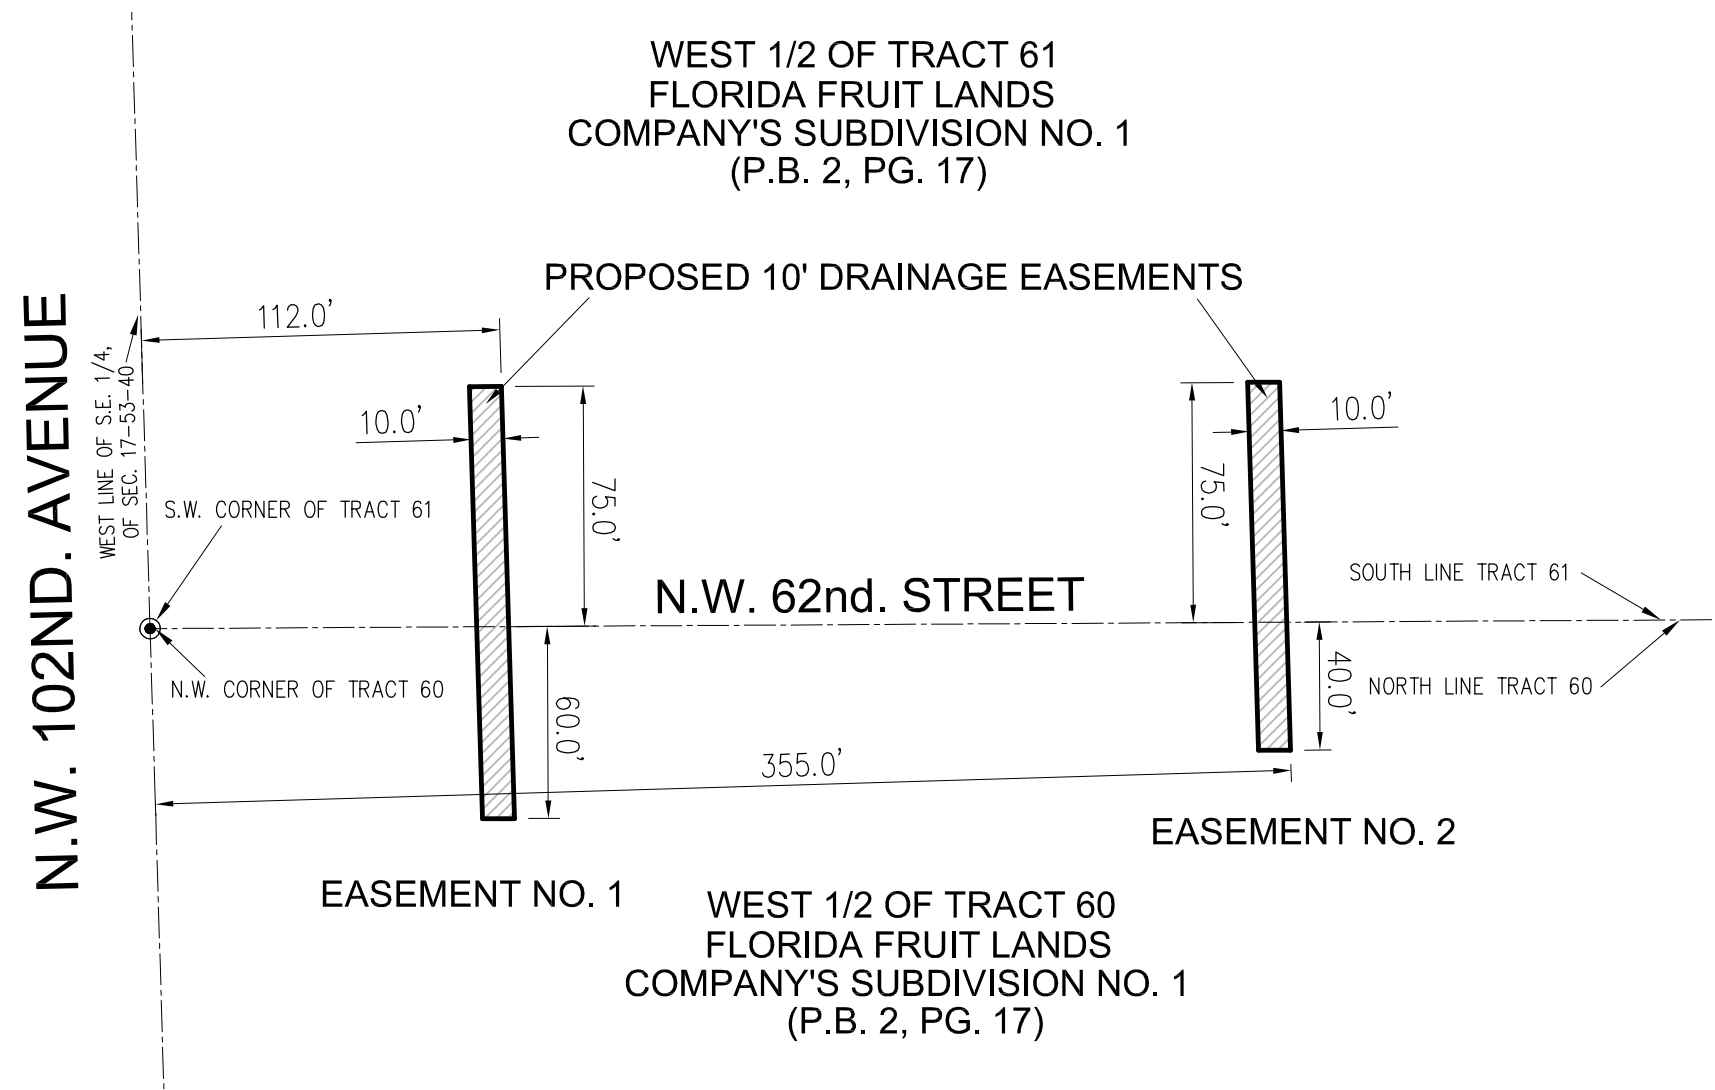 WEST 1/2 OF TRACT 61
FLORIDA FRUIT LANDS
COMPANY'S SUBDIVISION NO. 1
(P.B. 2, PG. 17)
PROPOSED 10' DRAINAGE EASEMENTS
112.0'
N.W. 102ND. AVENUE
WEST LINE OF S.E. 1/4,
OF SEC. 17-53-40
10.0'
75.0'
75.0'
10.0'
S.W. CORNER OF TRACT 61
N.W. 62nd. STREET
SOUTH LINE TRACT 61
N.W. CORNER OF TRACT 60
60.0'
40.0'
NORTH LINE TRACT 60
355.0'
EASEMENT NO. 2
EASEMENT NO. 1
WEST 1/2 OF TRACT 60
FLORIDA FRUIT LANDS
COMPANY'S SUBDIVISION NO. 1
(P.B. 2, PG. 17)